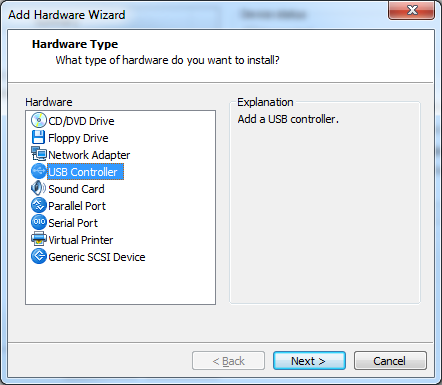 Add Hardware Wizard
Hardware Type
What type of hardware do you want to install?
Hardware
Explanation
CD/DVD Drive
Add a USB controller.
Floppy Drive
Network Adapter
USB Controller
Sound Card
Parallel Port
Serial Port
Virtual Printer
Generic SCSI Device
< Back
Next >
Cancel